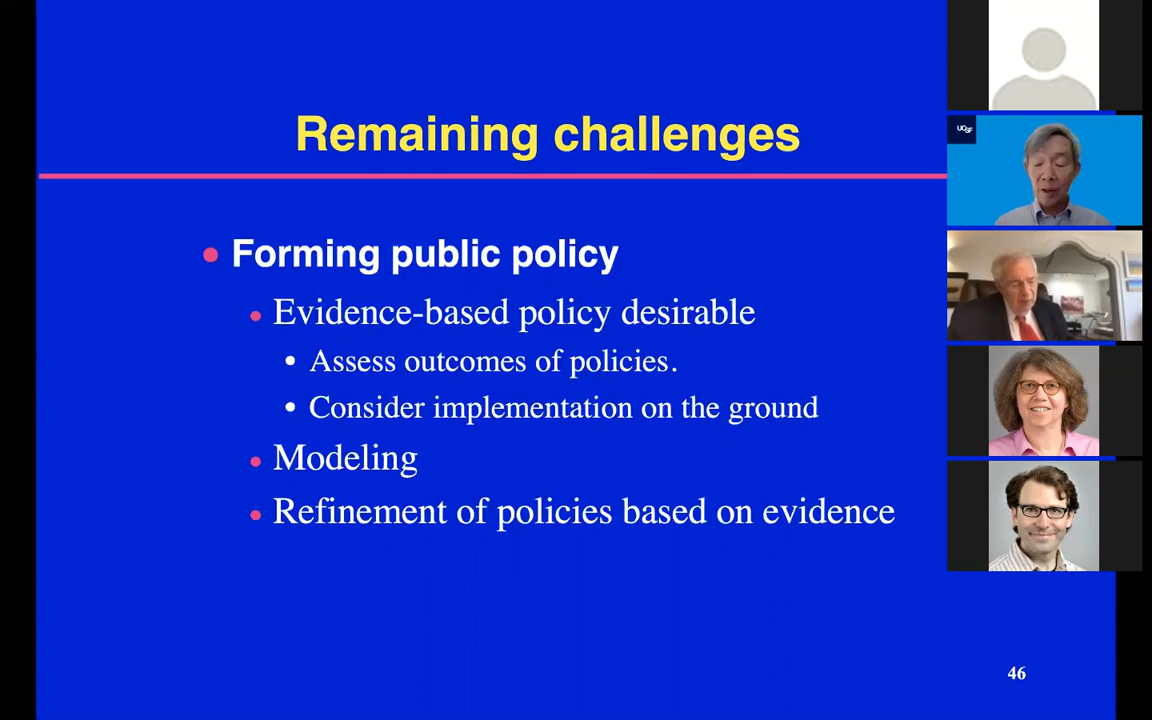 Remaining challenges
Forming public policy
Evidence-based policy desirable
Assess outcomes of policies.
Consider implementation on the ground
Modeling
Refinement of policies based on evidence
46
UCSF